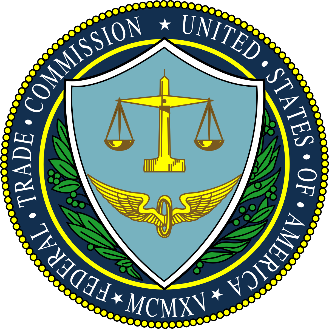 FEDERAL TRADE COMMISSION ★ UNITED STATES OF AMERICA
★ MCMXV ★